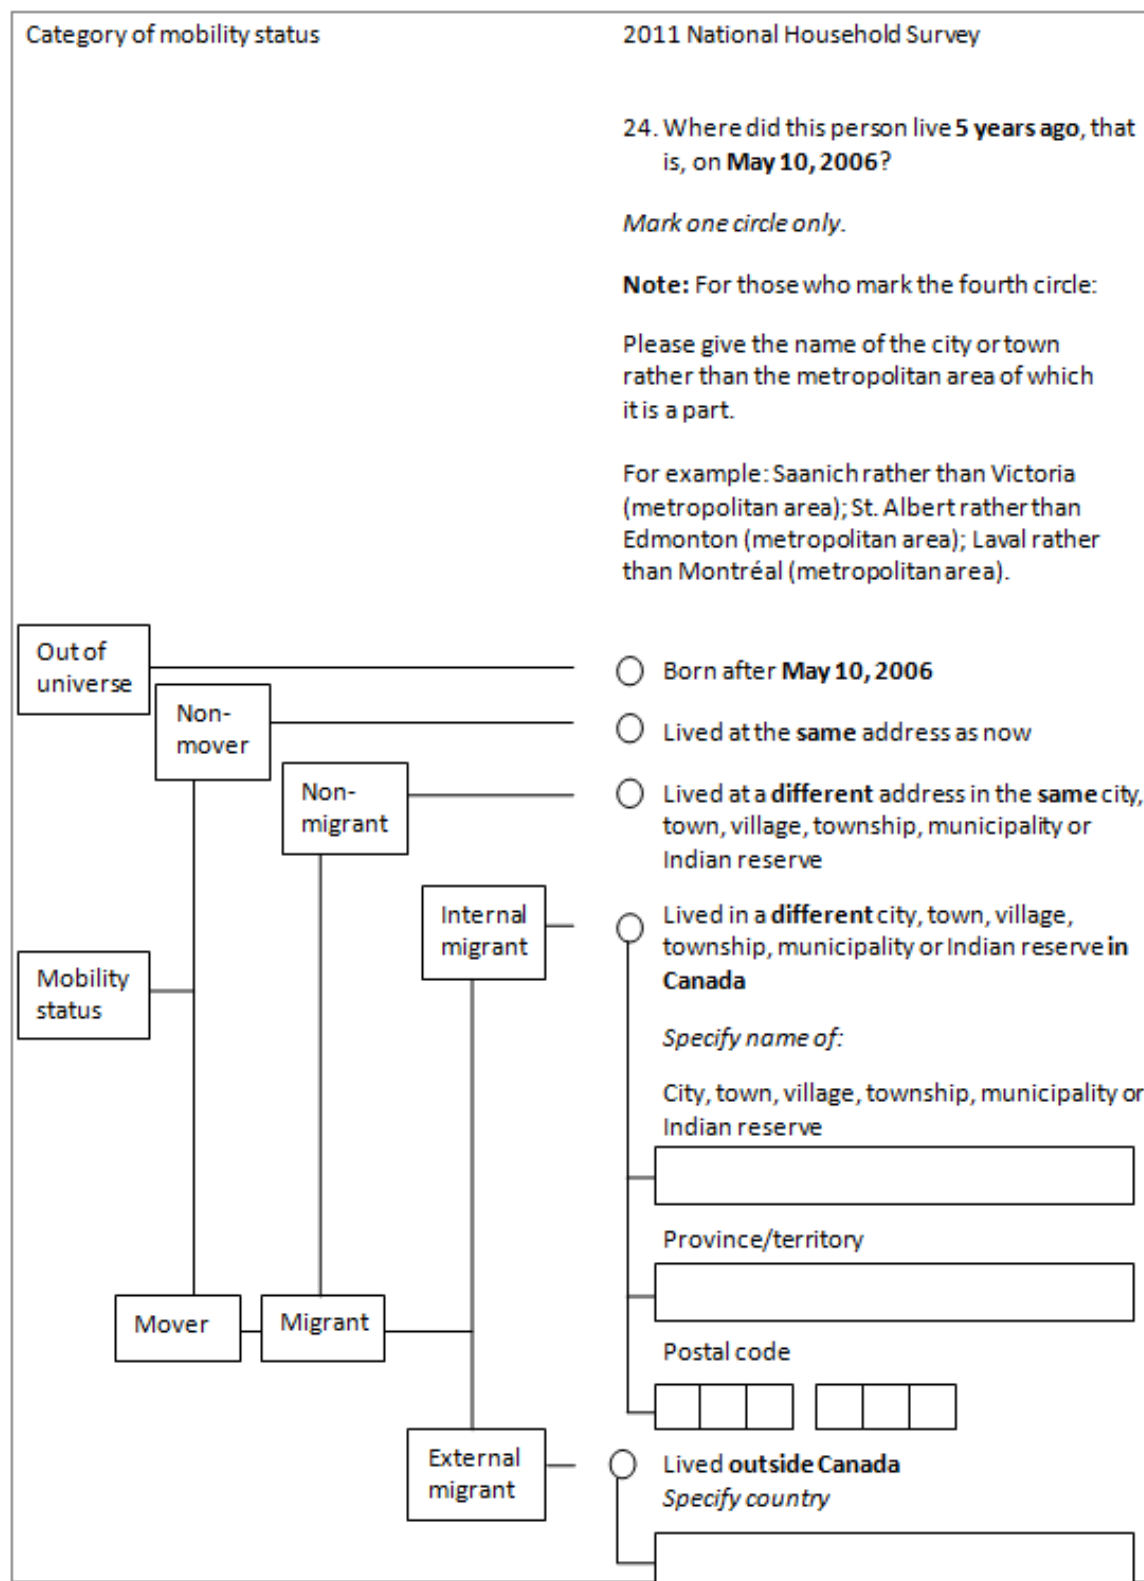 Category of mobility status
2011 National Household Survey
24. Where did this person live 5 years ago, that
is, on May 10, 2006?
Mark one circle only.
Note: For those who mark the fourth circle:
Please give the name of the city or town
rather than the metropolitan area of which
it is a part.
For example: Saanich rather than Victoria
(metropolitan area); St. Albert rather than
Edmonton (metropolitan area); Laval rather
than Montréal (metropolitan area).
Out of
universe
Born after May 10, 2006
Non-
mover
Lived at the same address as now
Non-
migrant
Lived at a different address in the same city,
town, village, township, municipality or
Indian reserve
Internal
migrant
Lived in a different city, town, village,
township, municipality or Indian reserve in
Canada
Mobility
status
Specify name of:
City, town, village, township, municipality or
Indian reserve
Province/territory
Mover
Migrant
Postal code
External
migrant
Lived outside Canada
Specify country